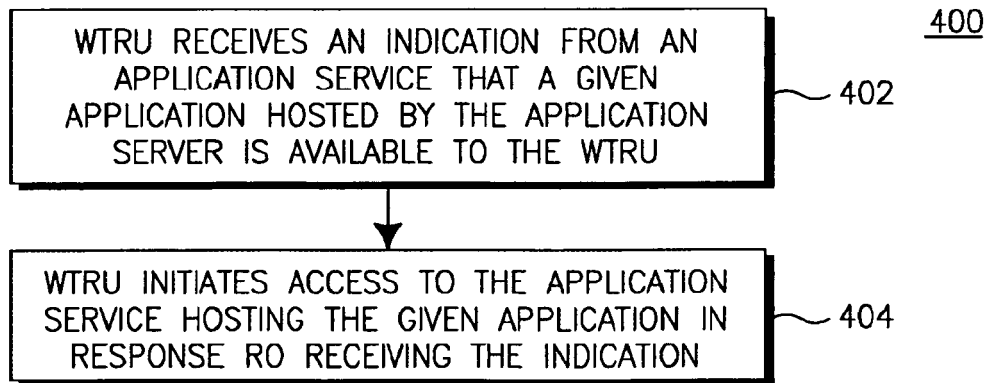 400
WTRU RECEIVES AN INDICATION FROM AN
APPLICATION SERVICE THAT A GIVEN
APPLICATION HOSTED BY THE APPLICATION
SERVER IS AVAILABLE TO THE WTRU
402
WTRU INITIATES ACCESS TO THE APPLICATION
SERVICE HOSTING THE GIVEN APPLICATION IN
RESPONSE RO RECEIVING THE INDICATION
404